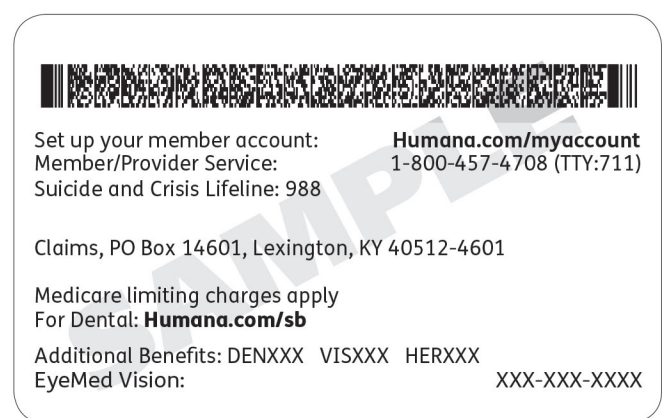 Set up your member account: Humana.com/myaccount
Member/Provider Service: 1-800-457-4708 (TTY:711)
Suicide and Crisis Lifeline: 988
Claims, PO Box 14601, Lexington, KY 40512-4601
Medicare limiting charges apply
For Dental: Humana.com/sb
Additional Benefits: DENXXX VISXXX HERXXX
EyeMed Vision: XXX-XXX-XXXX
SAMPLE